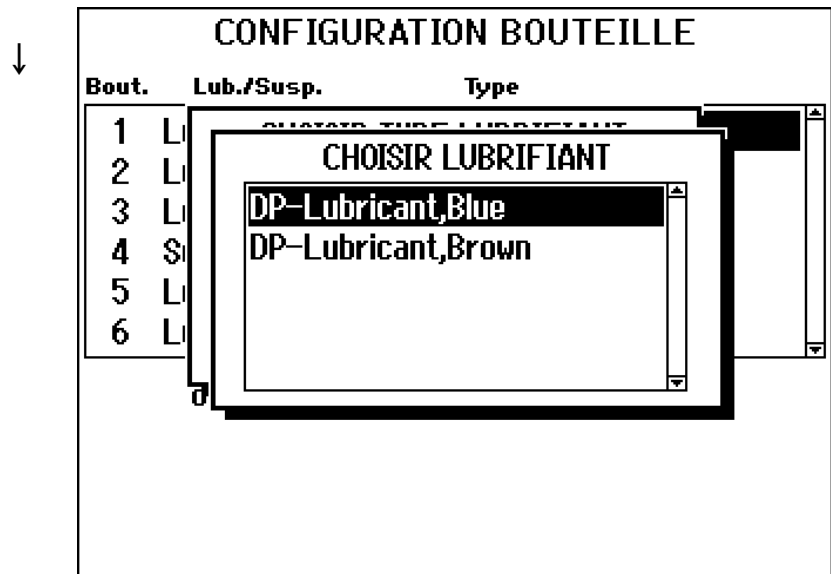 ↓
CONFIGURATION BOUTEILLE
Bout. Lub./Susp. Type
CHOISIR LUBRIFIANT
DP-Lubricant,Blue
DP-Lubricant,Brown
1
2
3
4
5
6